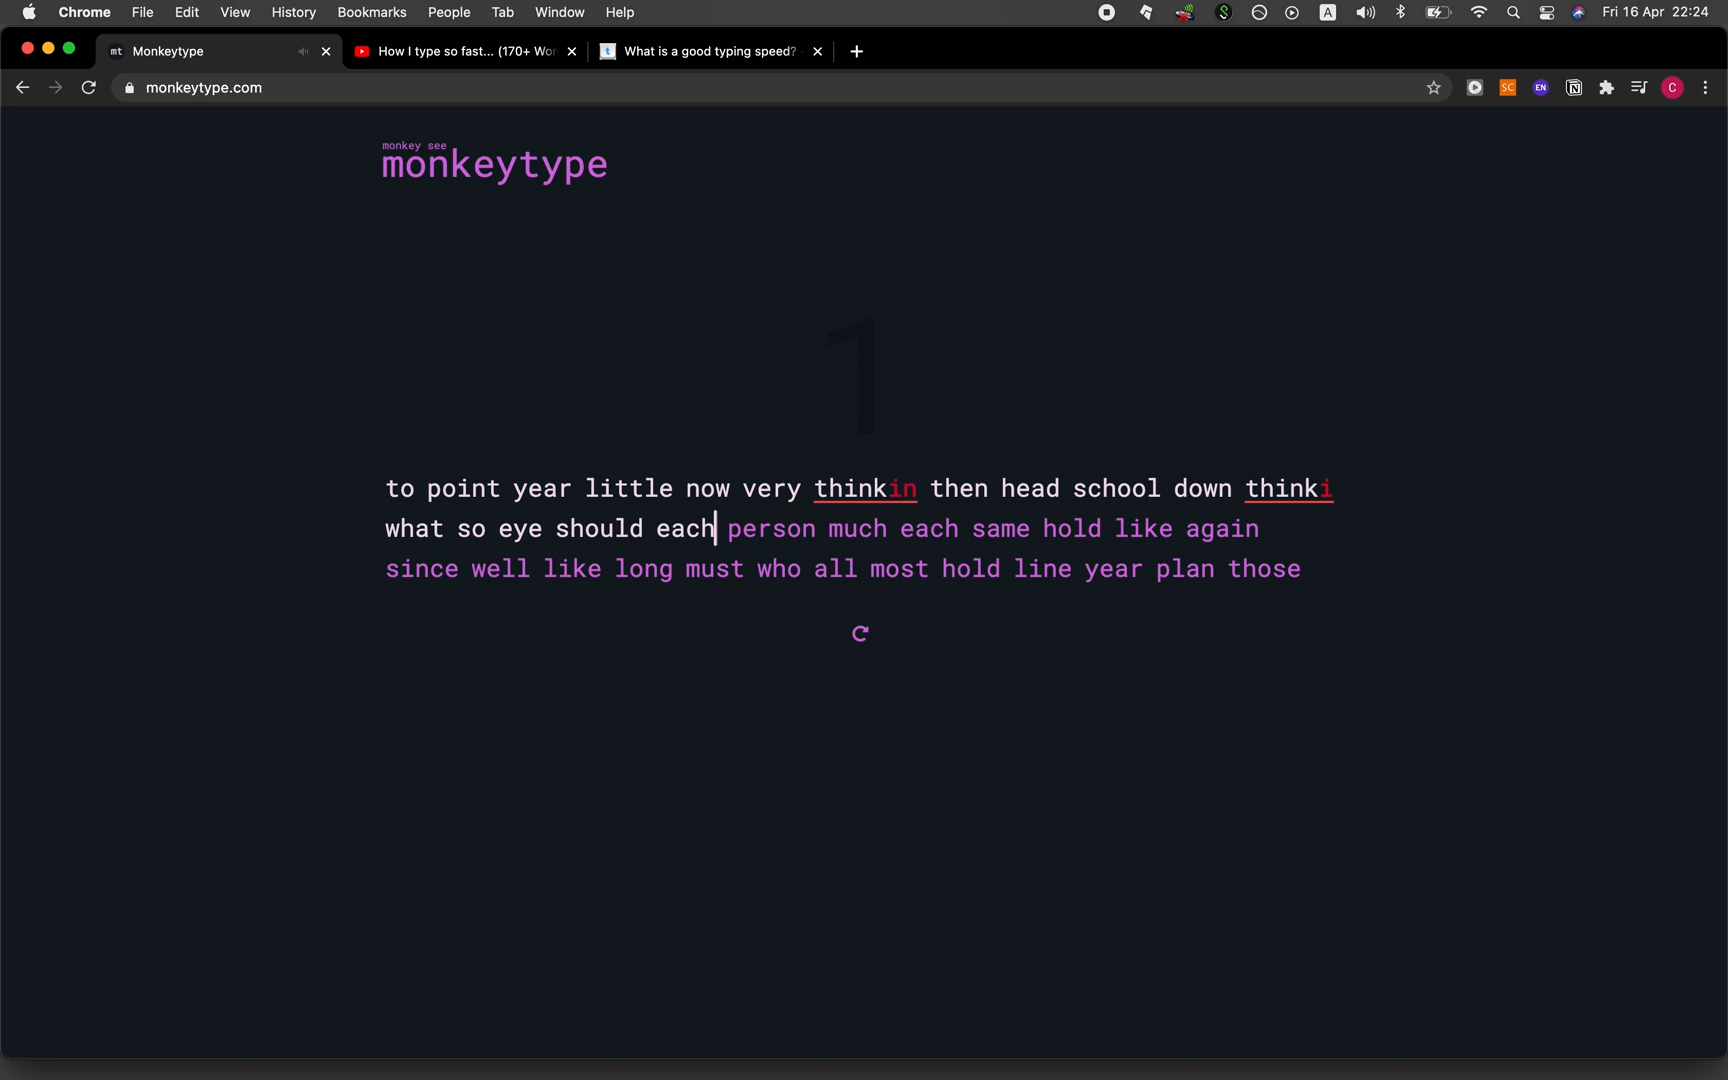 Chrome File Edit View History Bookmarks People Tab Window Help A Fri 16 Apr 22:24
mt Monkeytype How I type so fast... (170+ Wor t What is a good typing speed?
monkeytype.com SC EN C
monkey see
monkeytype
1
to point year little now very thinkin then head school down thinki
what so eye should each person much each same hold like again
since well like long must who all most hold line year plan those